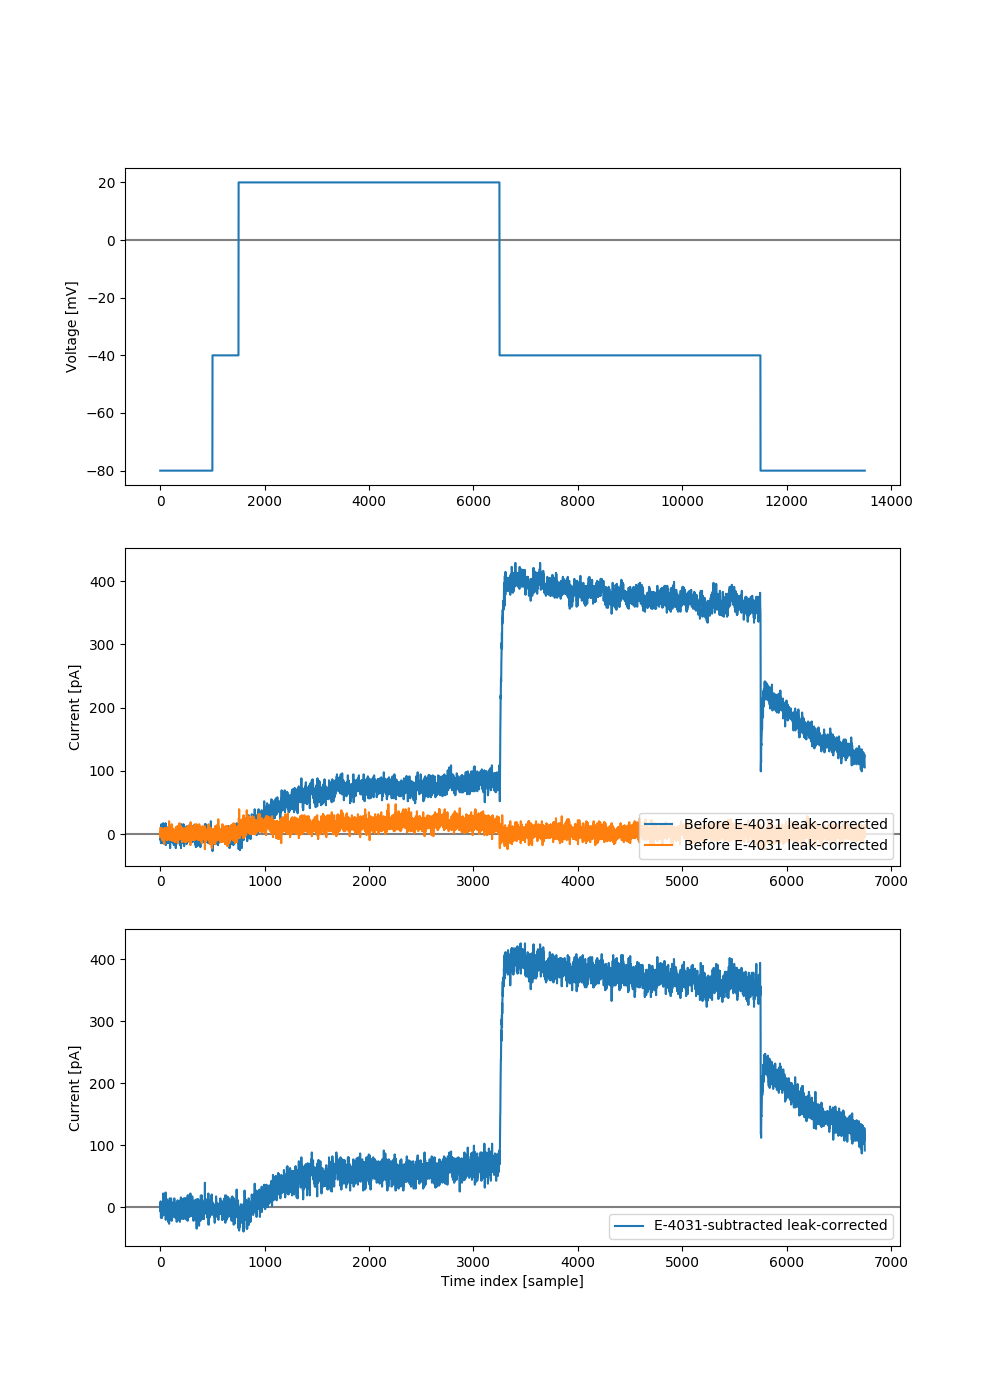 20
0
−20
−40
−60
−80
Voltage [mV]
0 2000 4000 6000 8000 10000 12000 14000
400
300
200
100
0
Current [pA]
Before E-4031 leak-corrected
Before E-4031 leak-corrected
0 1000 2000 3000 4000 5000 6000 7000
400
300
200
100
0
Current [pA]
E-4031-subtracted leak-corrected
0 1000 2000 3000 4000 5000 6000 7000
Time index [sample]